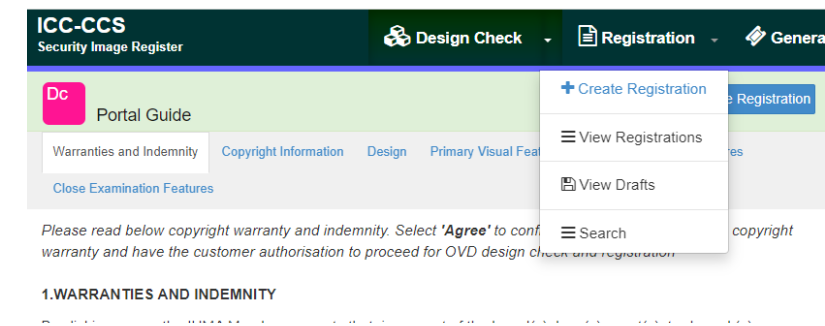 ICC-CCS
Security Image Register
Design Check
Registration
Genera
Dc
Portal Guide
+ Create Registration
Registration
View Registrations
View Drafts
Search
Warranties and Indemnity Copyright Information Design Primary Visual Feat es
Close Examination Features
Please read below copyright warranty and indemnity. Select 'Agree' to conf copyright
warranty and have the customer authorisation to proceed for OVD design check and registration
1.WARRANTIES AND INDEMNITY